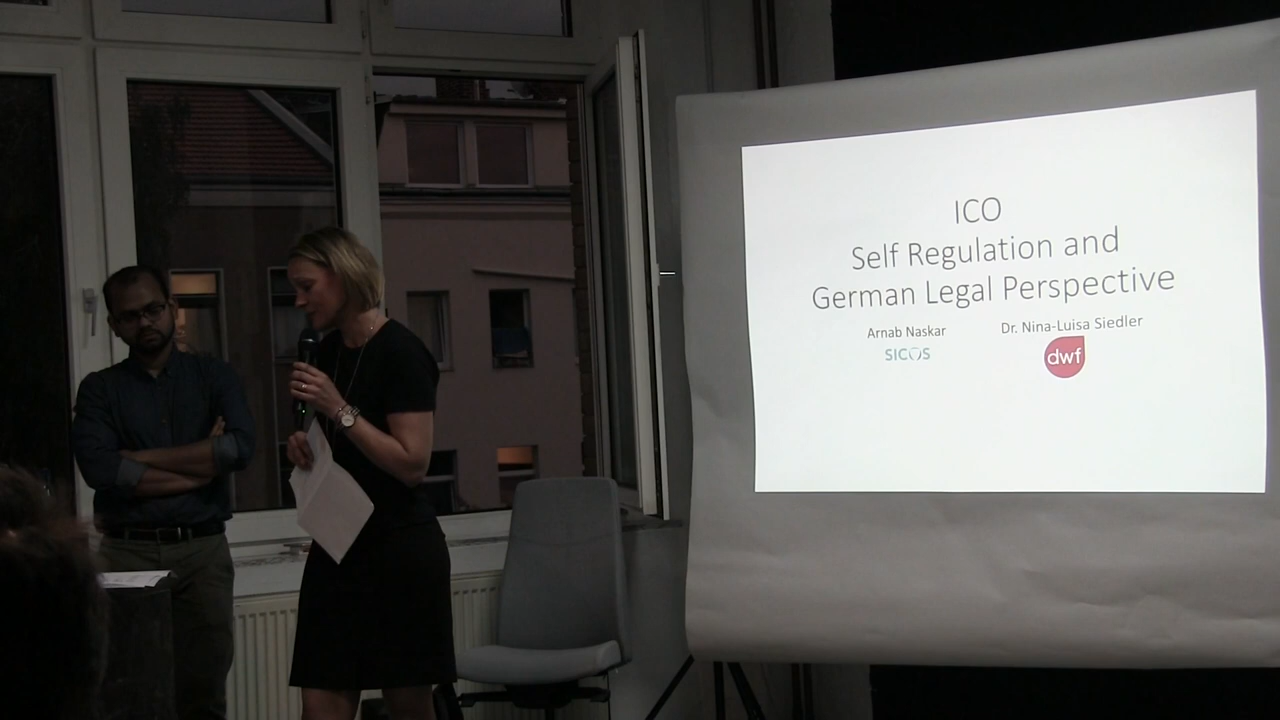 ICO
Self Regulation and
German Legal Perspective
Arnab Naskar
Dr. Nina-Luisa Siedler
SICOS
dwf